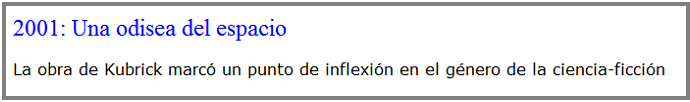 2001: Una odisea del espacio
La obra de Kubrick marcó un punto de inflexión en el género de la ciencia-ficción